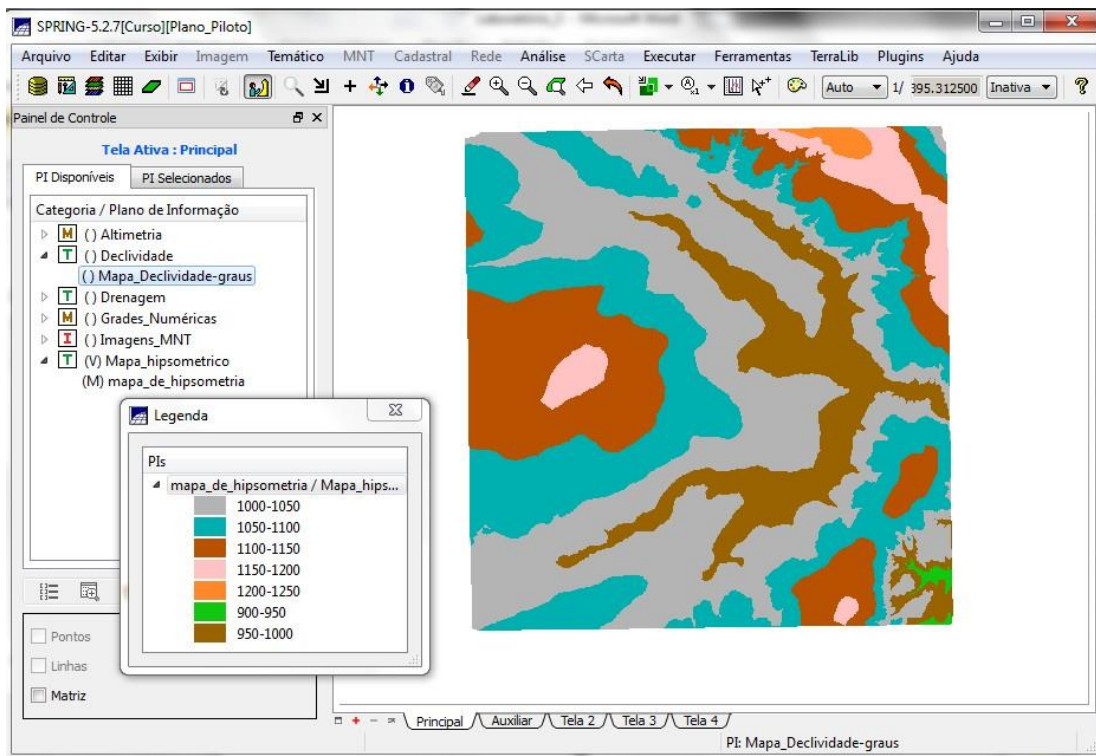 SPRING-5.2.7[Curso][Plano_Piloto]
Arquivo Editar Exibir Imagem Temático MNT Cadastral Rede Análise SCarta Executar Ferramentas TerraLib Plugins Ajuda
Auto 1/ 395.312500 Inativa
Painel de Controle
Tela Ativa : Principal
PI Disponíveis PI Selecionados
Categoria / Plano de Informação
M () Altimetria
T () Declividade
() Mapa_Declividade-graus
T () Drenagem
M () Grades_Numéricas
I () Imagens_MNT
T (V) Mapa_hipsometrico
(M) mapa_de_hipsometria
Legenda
PIs
mapa_de_hipsometria / Mapa_hips...
1000-1050
1050-1100
1100-1150
1150-1200
1200-1250
900-950
950-1000
Pontos
Linhas
Matriz
Principal Auxiliar Tela 2 Tela 3 Tela 4
PI: Mapa_Declividade-graus